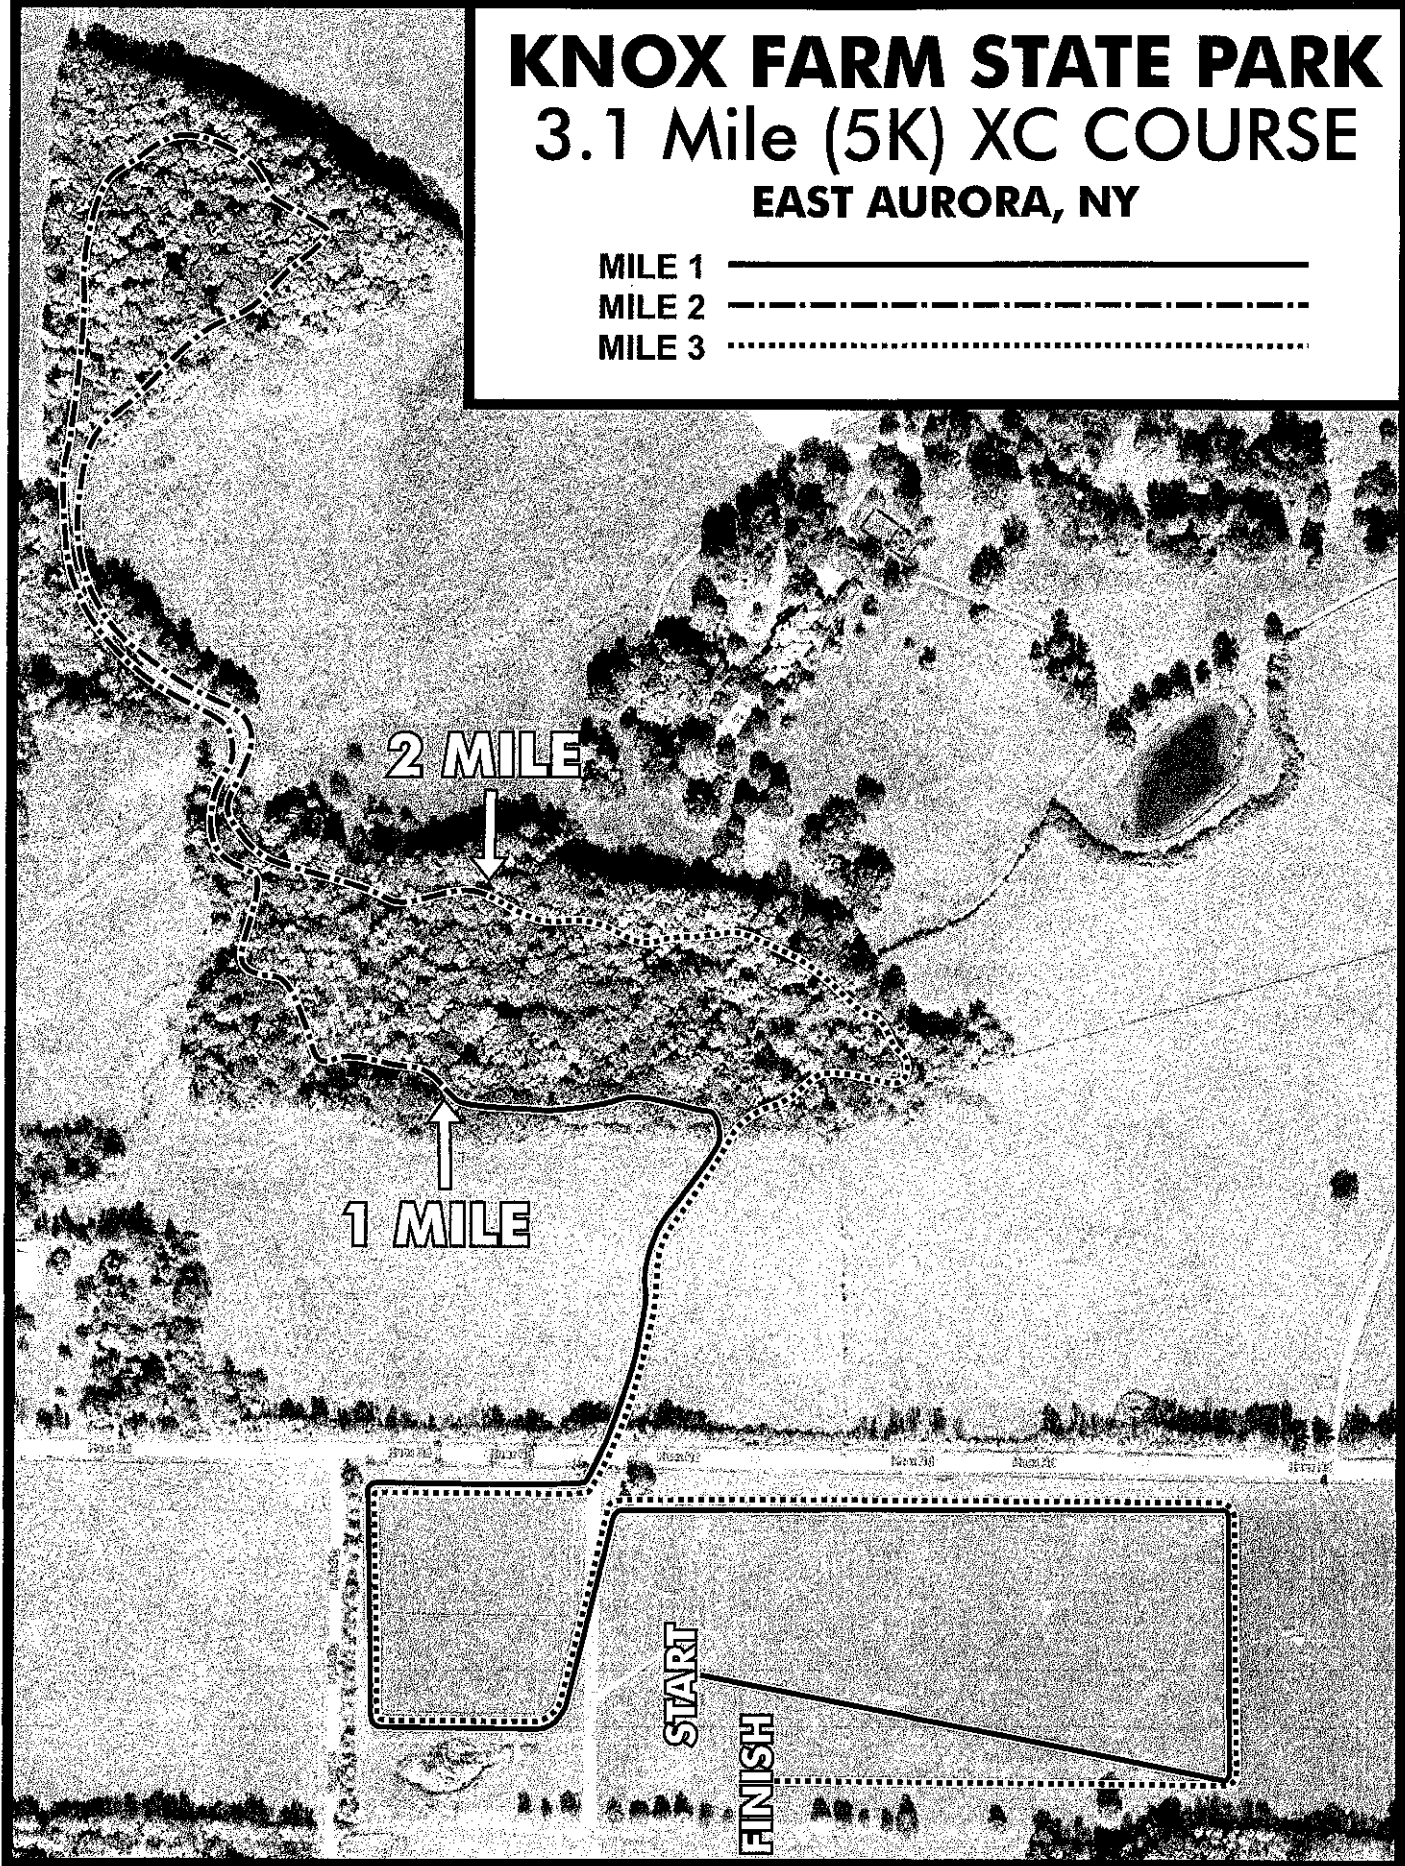 KNOX FARM STATE PARK
3.1 Mile (5K) XC COURSE
EAST AURORA, NY
MILE 1
MILE 2
MILE 3
2 MILE
1 MILE
START
FINISH